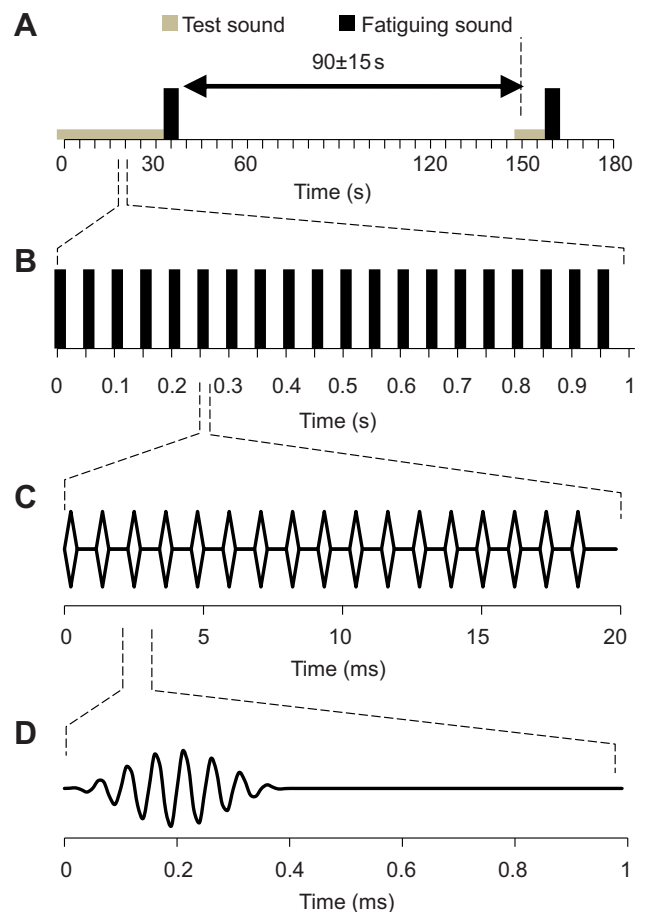 A
Test sound Fatiguing sound
90±15 s
0 30 60 120 150 180
Time (s)
B
0 0.1 0.2 0.3 0.4 0.5 0.6 0.7 0.8 0.9 1
Time (s)
C
0 5 10 15 20
Time (ms)
D
0 0.2 0.4 0.6 0.8 1
Time (ms)